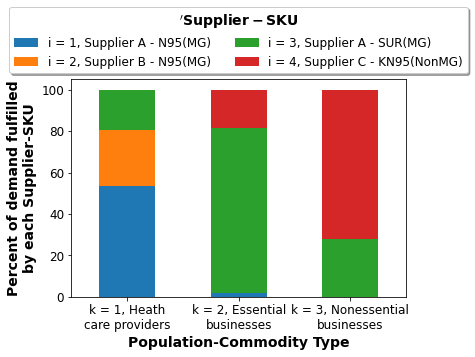 ′Supplier − SKU
i = 1, Supplier A - N95(MG)
i = 2, Supplier B - N95(MG)
i = 3, Supplier A - SUR(MG)
i = 4, Supplier C - KN95(NonMG)
Percent of demand fulfilled
by each Supplier-SKU
100
80
60
40
20
0
k = 1, Heath
care providers
k = 2, Essential
businesses
k = 3, Nonessential
businesses
Population-Commodity Type